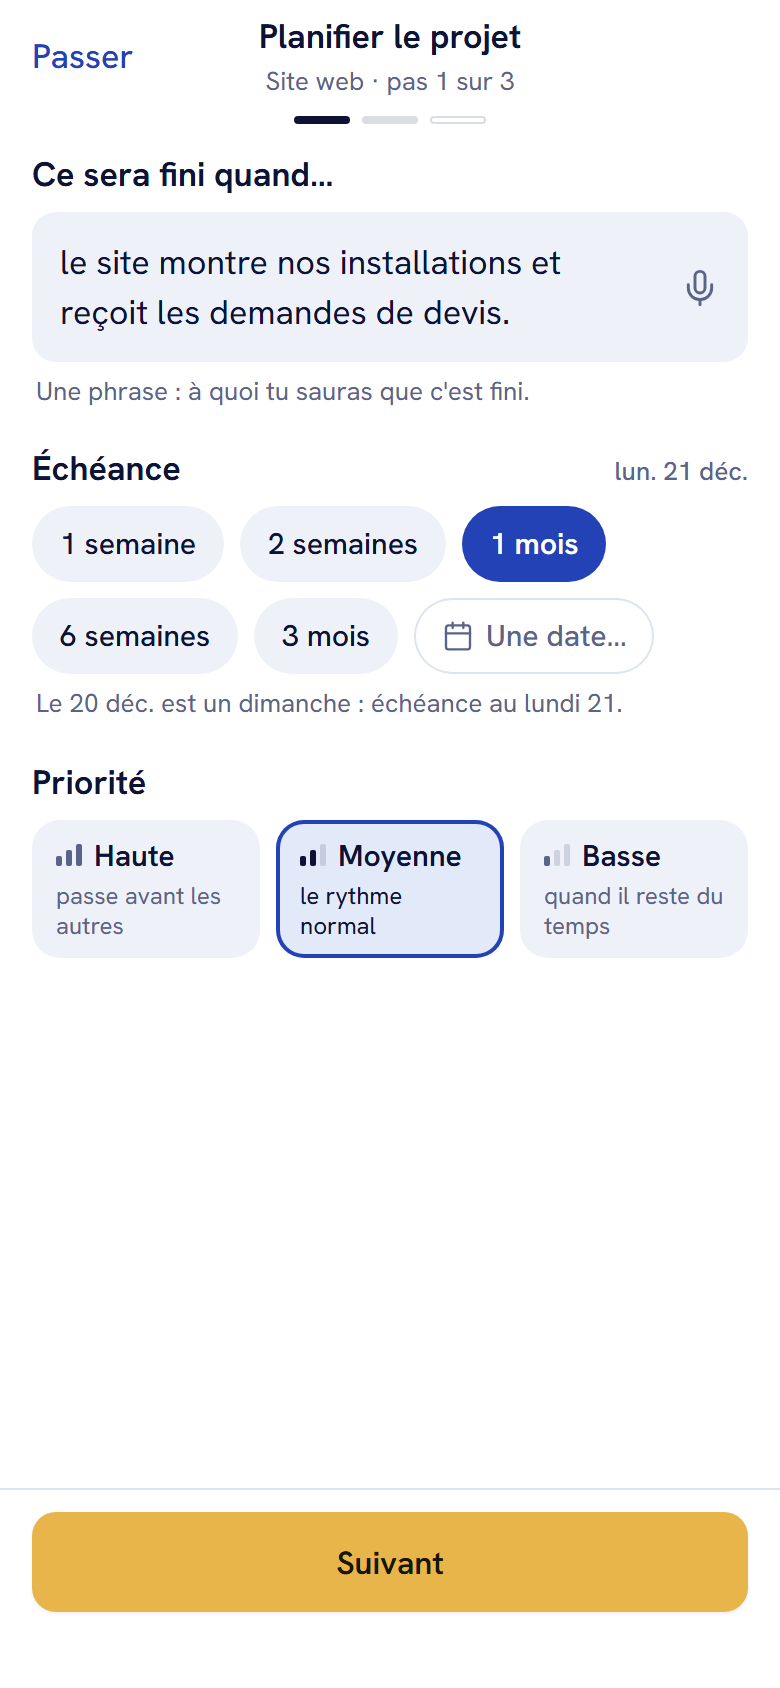 Passer
Planifier le projet
Site web · pas 1 sur 3
Ce sera fini quand...
le site montre nos installations et
reçoit les demandes de devis.
Une phrase : à quoi tu sauras que c'est fini.
Échéance
lun. 21 déc.
1 semaine
2 semaines
1 mois
6 semaines
3 mois
Une date...
Le 20 déc. est un dimanche : échéance au lundi 21.
Priorité
Haute
passe avant les
autres
Moyenne
le rythme
normal
Basse
quand il reste du
temps
Suivant